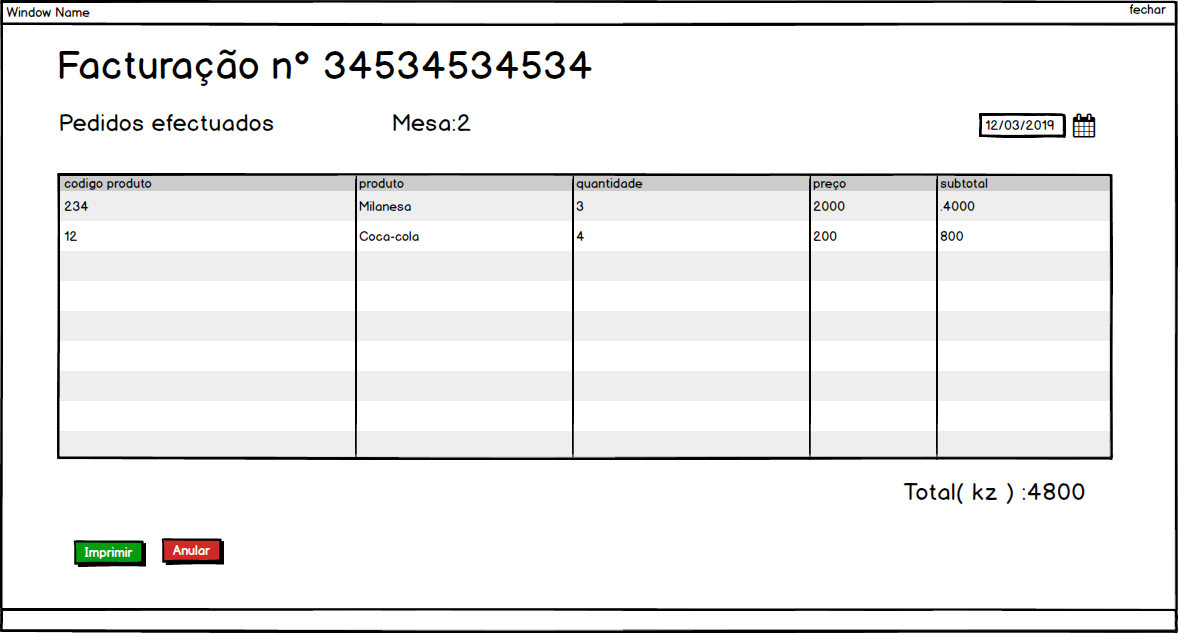 Window Name fechar
Facturação nº 34534534534
Pedidos efectuados Mesa:2 12/03/2019
codigo produto produto quantidade preço subtotal
234 Milanesa 3 2000 .4000
12 Coca-cola 4 200 800
Total( kz ) :4800
Imprimir Anular